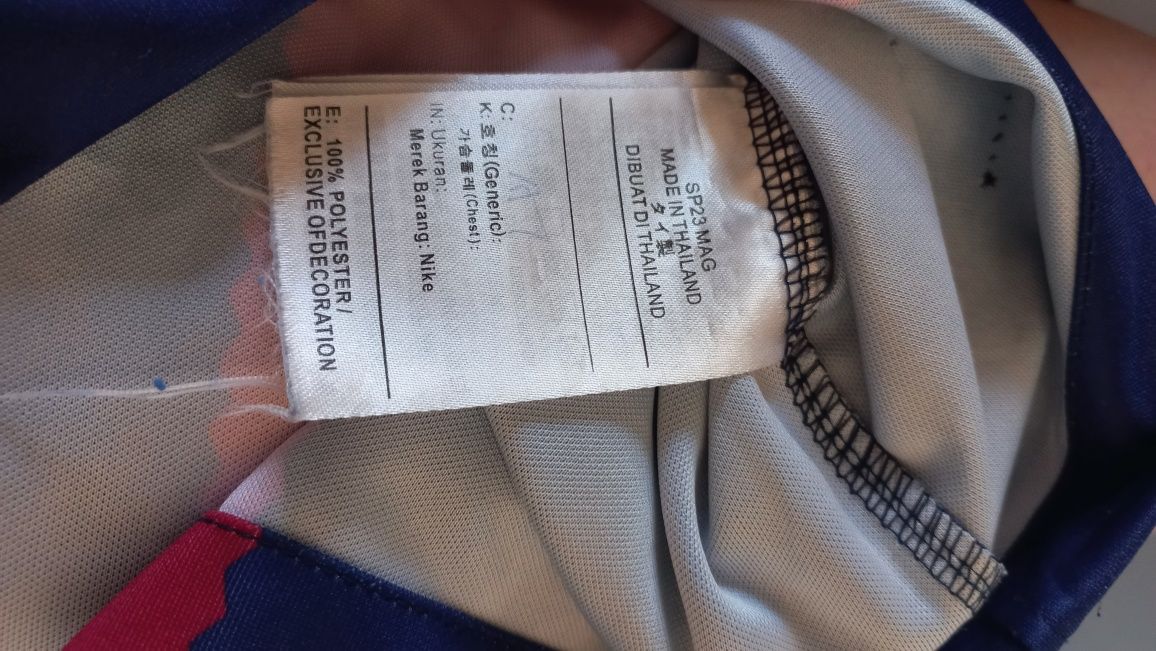 SP23 MAG
MADE IN THAILAND
タイ製
DIBUAT DI THAILAND
C:
K: 호칭(Generic):
가슴둘레(Chest):
IN: Ukuran:
Merek Barang: Nike
E: 100% POLYESTER /
EXCLUSIVE OF DECORATION